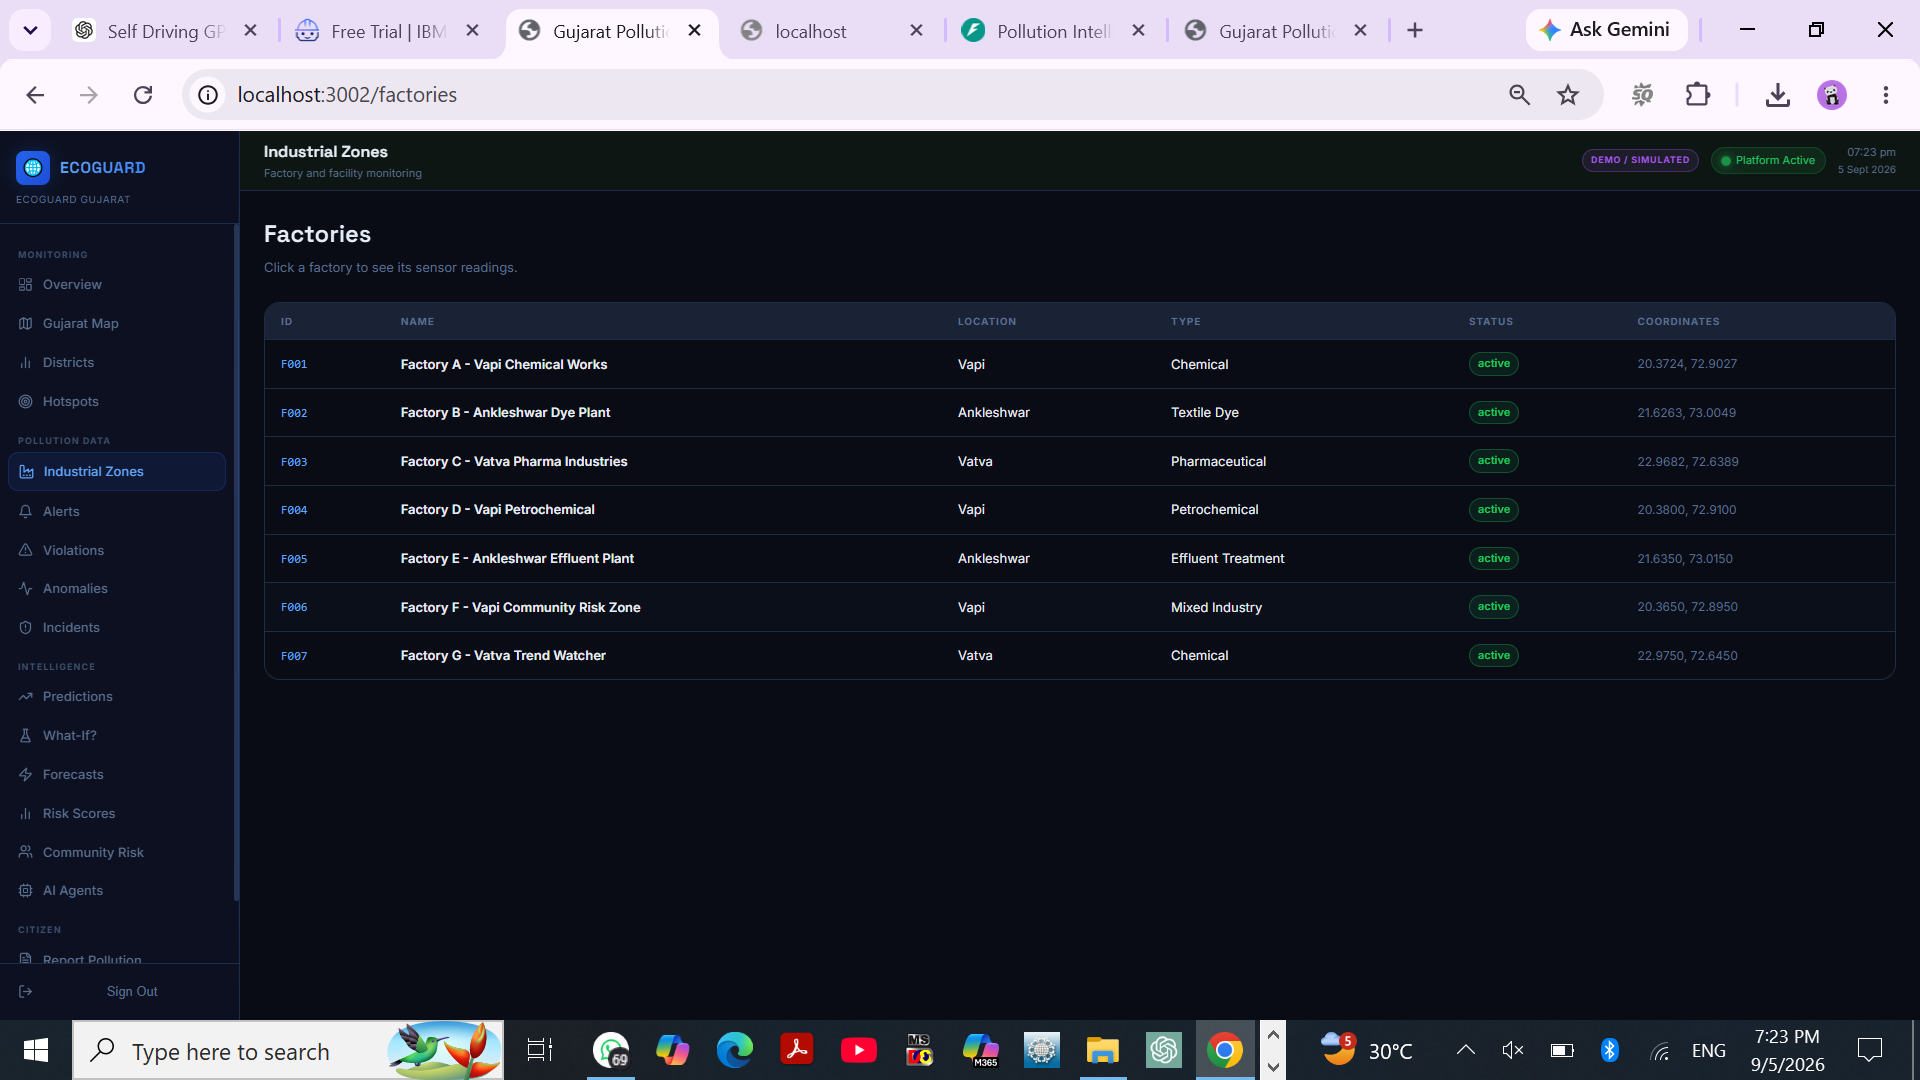 Self Driving GP
Free Trial | IBM
Gujarat Polluti
localhost
Pollution Intell
Gujarat Polluti
Ask Gemini
localhost:3002/factories
ECOGUARD
ECOGUARD GUJARAT
Industrial Zones
Factory and facility monitoring
DEMO / SIMULATED
Platform Active
07:23 pm
5 Sept 2026
MONITORING
Overview
Gujarat Map
Districts
Hotspots
POLLUTION DATA
Industrial Zones
Alerts
Violations
Anomalies
Incidents
INTELLIGENCE
Predictions
What-If?
Forecasts
Risk Scores
Community Risk
AI Agents
CITIZEN
Report Pollution
Sign Out
Factories
Click a factory to see its sensor readings.
ID NAME LOCATION TYPE STATUS COORDINATES
F001 Factory A - Vapi Chemical Works Vapi Chemical active 20.3724, 72.9027
F002 Factory B - Ankleshwar Dye Plant Ankleshwar Textile Dye active 21.6263, 73.0049
F003 Factory C - Vatva Pharma Industries Vatva Pharmaceutical active 22.9682, 72.6389
F004 Factory D - Vapi Petrochemical Vapi Petrochemical active 20.3800, 72.9100
F005 Factory E - Ankleshwar Effluent Plant Ankleshwar Effluent Treatment active 21.6350, 73.0150
F006 Factory F - Vapi Community Risk Zone Vapi Mixed Industry active 20.3650, 72.8950
F007 Factory G - Vatva Trend Watcher Vatva Chemical active 22.9750, 72.6450
Type here to search
69
MS
M365
5
30°C
ENG
7:23 PM
9/5/2026